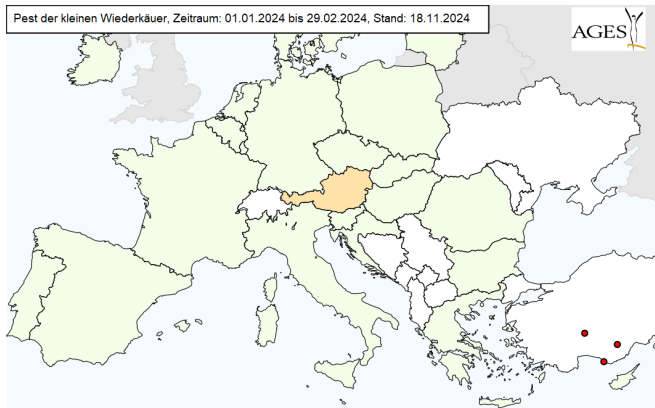 Pest der kleinen Wiederkäuer, Zeitraum: 01.01.2024 bis 29.02.2024, Stand: 18.11.2024
AGES